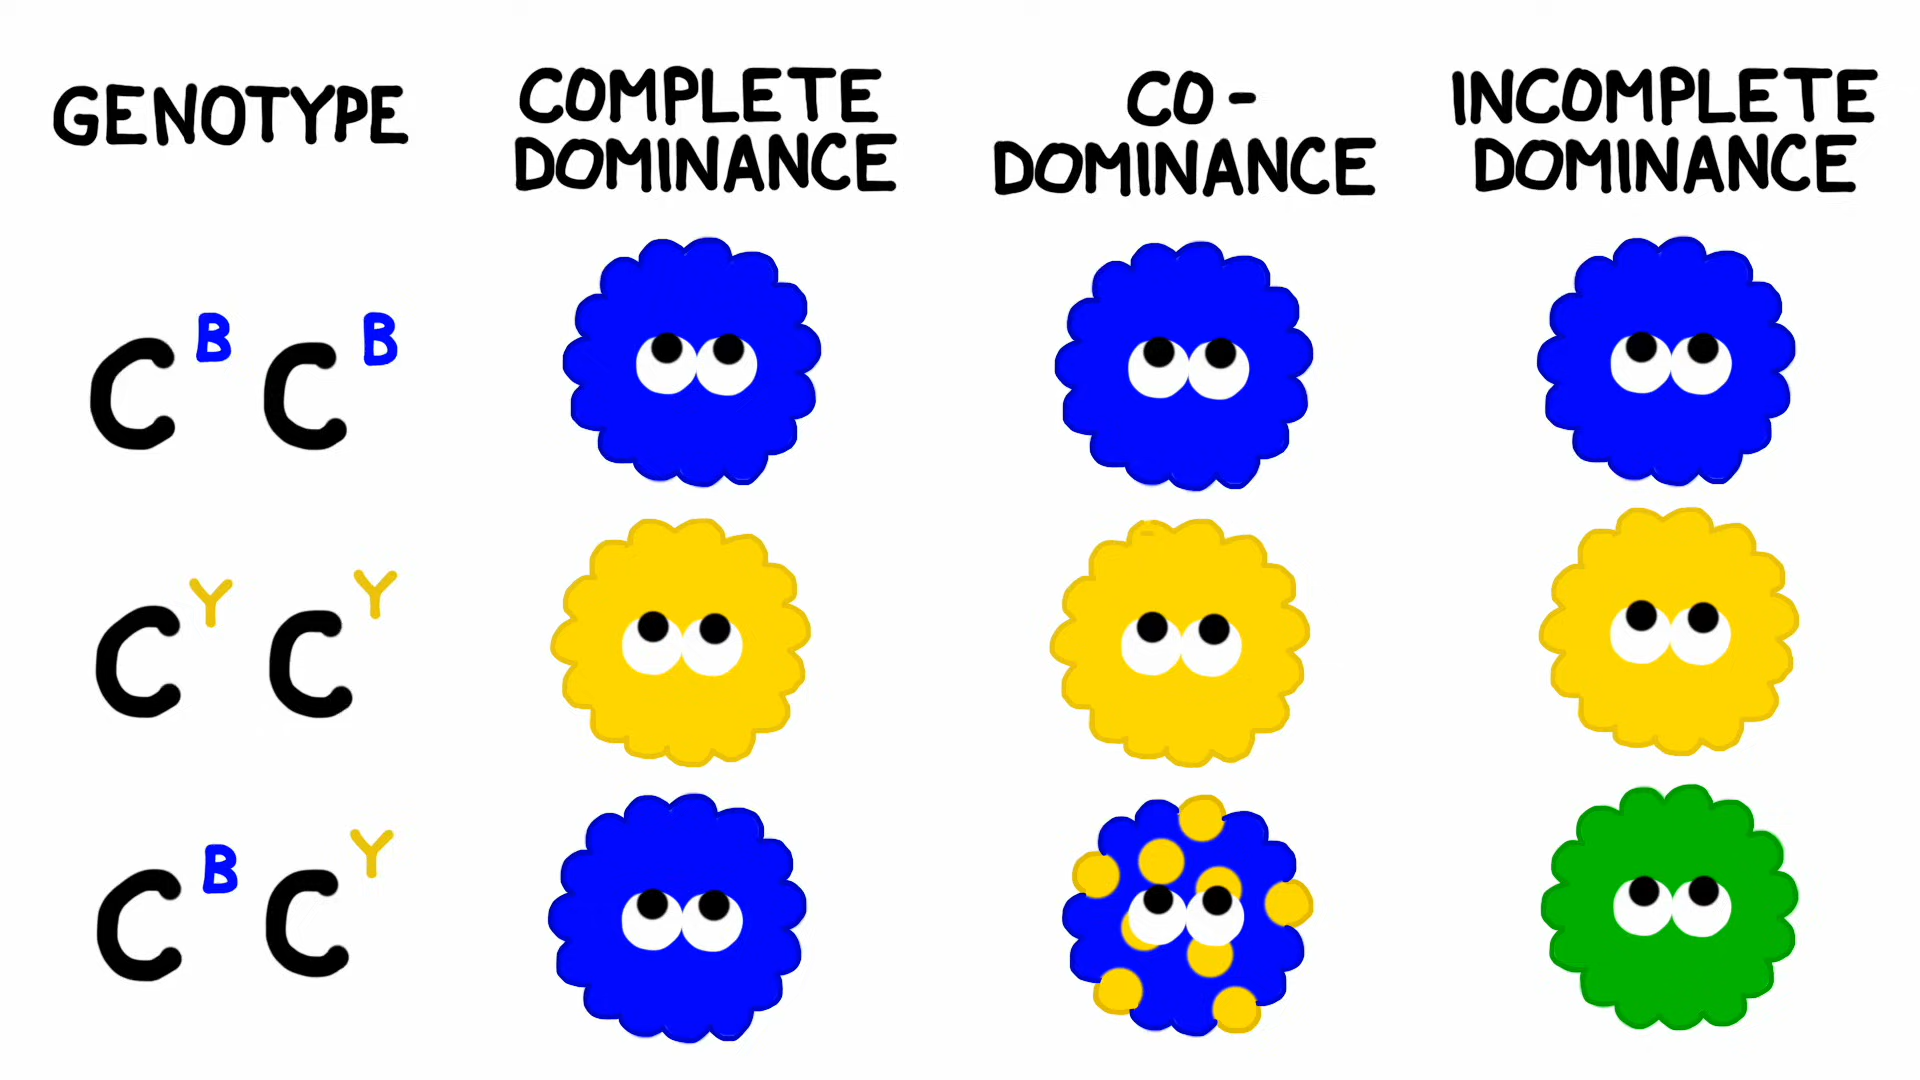 GENOTYPE
COMPLETE
DOMINANCE
CO-
DOMINANCE
INCOMPLETE
DOMINANCE
C^B C^B
C^Y C^Y
C^B C^Y